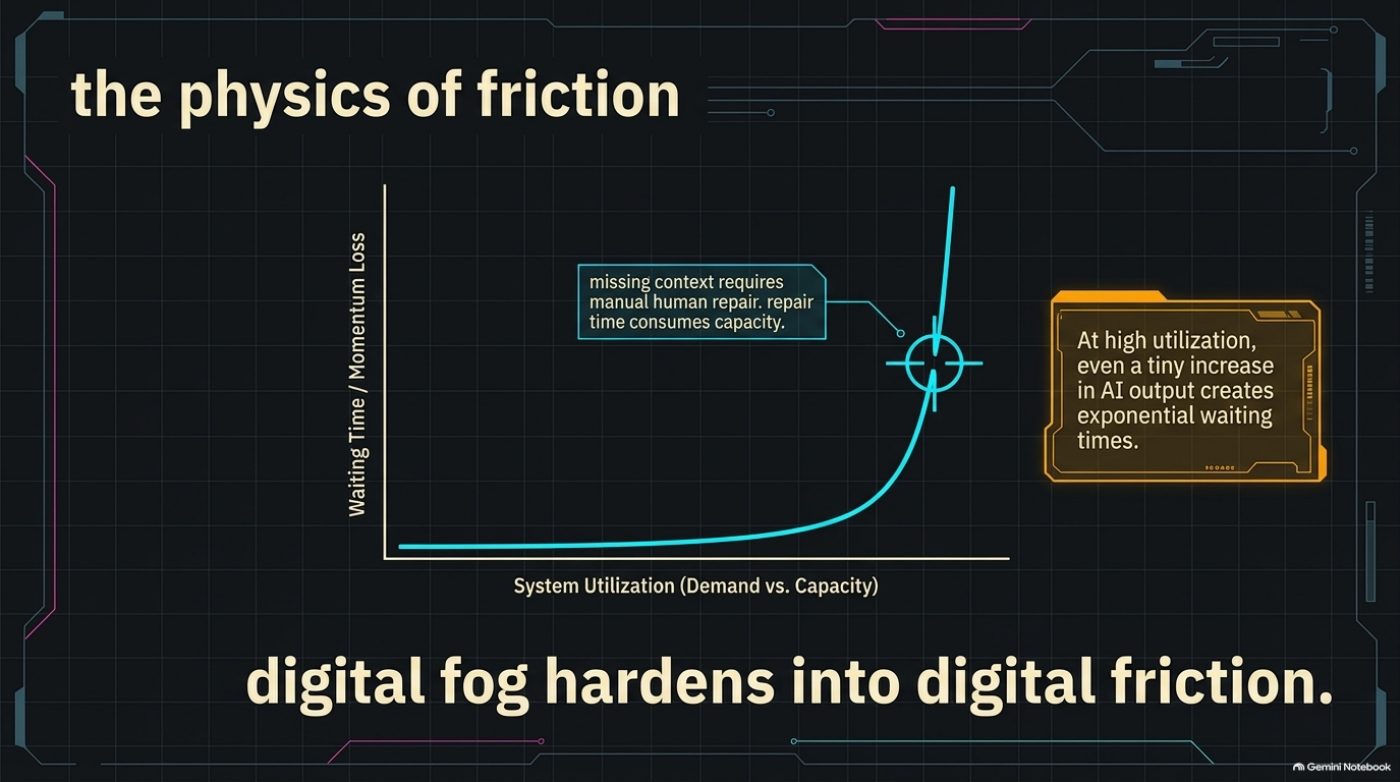 the physics of friction
Waiting Time / Momentum Loss
missing context requires
manual human repair. repair
time consumes capacity.
At high utilization,
even a tiny increase
in AI output creates
exponential waiting
times.
System Utilization (Demand vs. Capacity)
digital fog hardens into digital friction.
Gemini Notebook